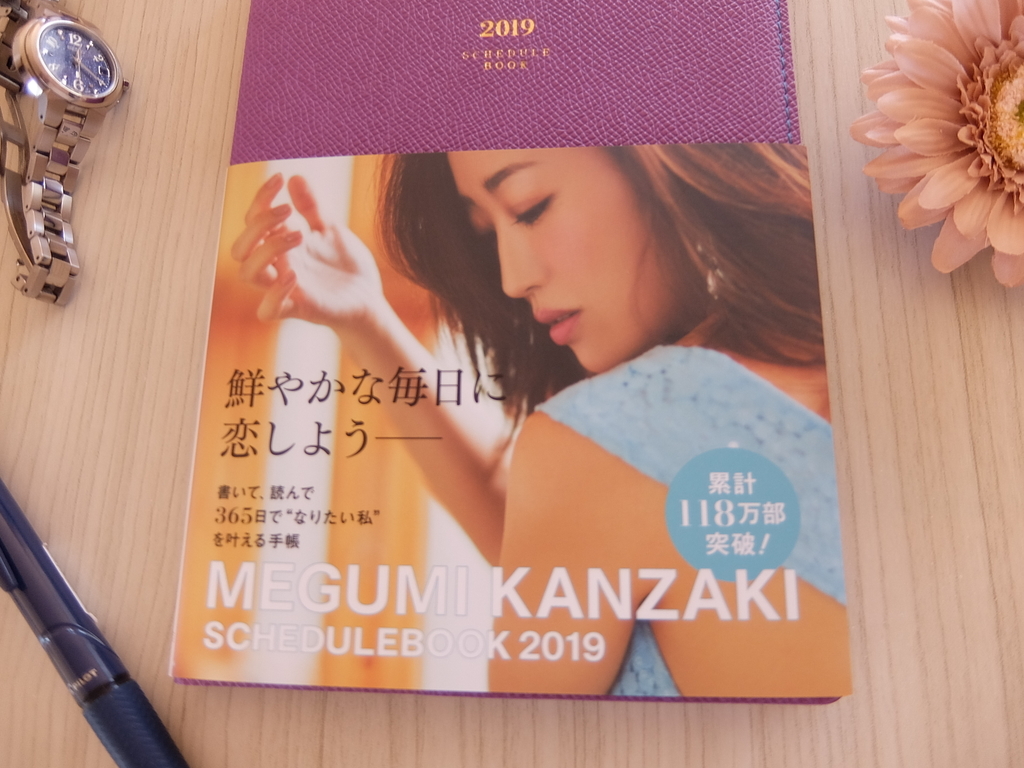 2019
SCHEDULE
BOOK
鮮やかな毎日に
恋しよう——
書いて、読んで
365日で“なりたい私”
を叶える手帳
累計
118万部
突破!
MEGUMI KANZAKI
SCHEDULEBOOK 2019
PILOT
12